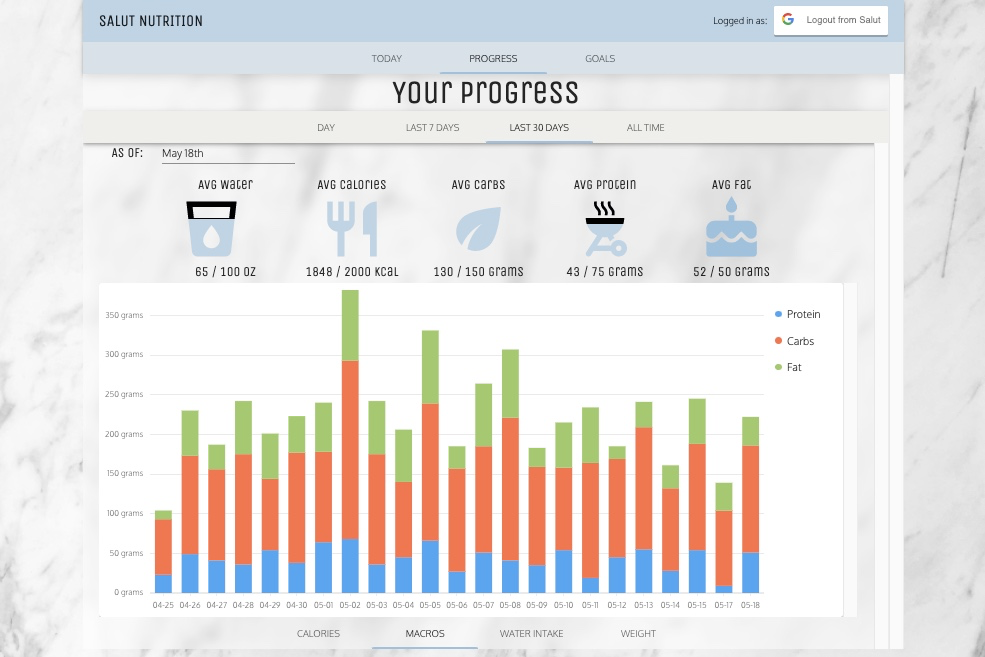 SALUT NUTRITION
Logged in as:
Logout from Salut
TODAY PROGRESS GOALS
Your Progress
DAY LAST 7 DAYS LAST 30 DAYS ALL TIME
AS OF: May 18th
Avg Water Avg Calories Avg Carbs Avg Protein Avg Fat
65 / 100 oz 1848 / 2000 Kcal 130 / 150 Grams 43 / 75 Grams 52 / 50 Grams
350 grams
300 grams
250 grams
200 grams
150 grams
100 grams
50 grams
0 grams
Protein
Carbs
Fat
04-25 04-26 04-27 04-28 04-29 04-30 05-01 05-02 05-03 05-04 05-05 05-06 05-07 05-08 05-09 05-10 05-11 05-12 05-13 05-14 05-15 05-17 05-18
CALORIES MACROS WATER INTAKE WEIGHT